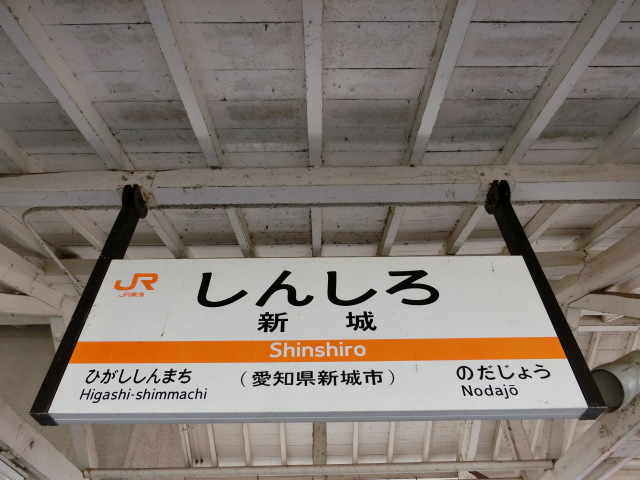 JR
JR東海
しんしろ
新城
Shinshiro
ひがししんまち
Higashi-shimmachi
（愛知県新城市）
のだじょう
Nodajō